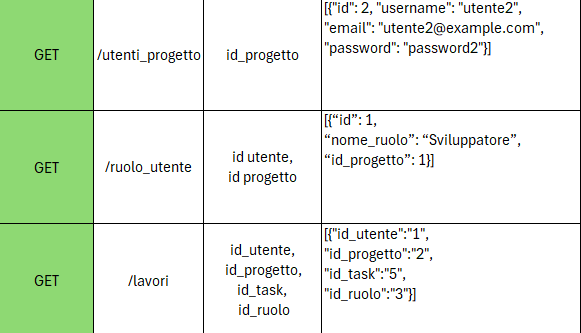 GET
/utenti_progetto
id_progetto
[{"id": 2, "username": "utente2",
"email": "utente2@example.com",
"password": "password2"}]
GET
/ruolo_utente
id utente,
id progetto
[{“id”: 1,
“nome_ruolo”: “Sviluppatore”,
“id_progetto”: 1}]
GET
/lavori
id_utente,
id_progetto,
id_task,
id_ruolo
[{"id_utente":"1",
"id_progetto":"2",
"id_task":"5",
"id_ruolo":"3"}]